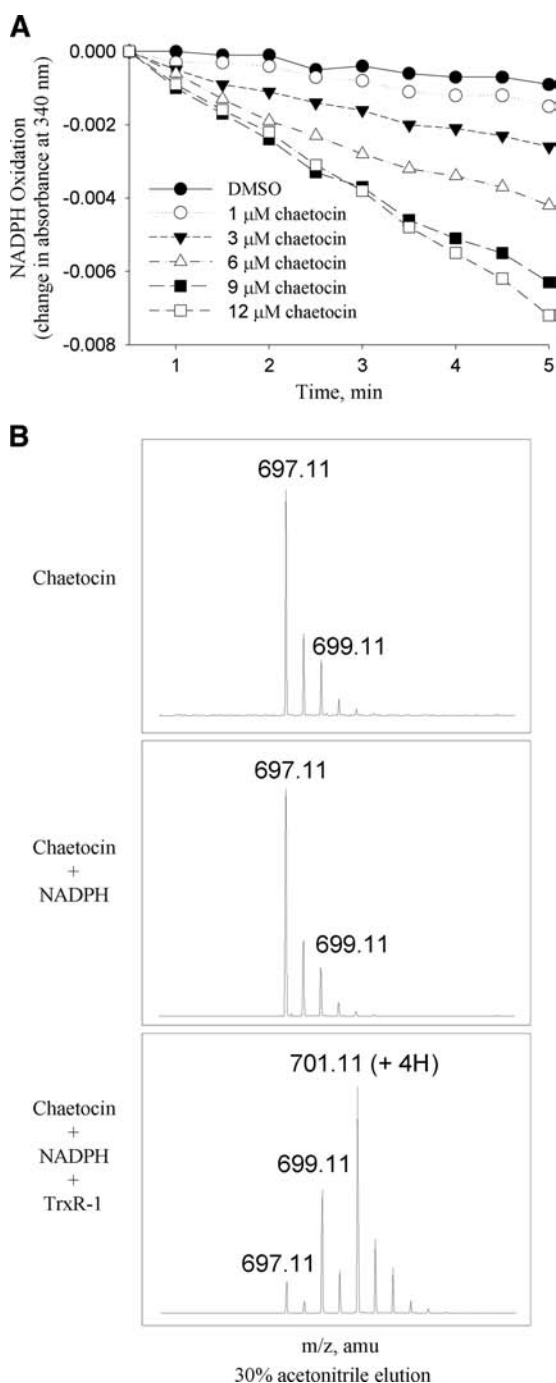 A
NADPH Oxidation
(change in absorbance at 340 nm)
0.000
-0.002
-0.004
-0.006
-0.008
DMSO
1 µM chaetocin
3 µM chaetocin
6 µM chaetocin
9 µM chaetocin
12 µM chaetocin
1 2 3 4 5
Time, min
B
Chaetocin
697.11
699.11
Chaetocin
+
NADPH
697.11
699.11
Chaetocin
+
NADPH
+
TrxR-1
701.11 (+ 4H)
699.11
697.11
m/z, amu
30% acetonitrile elution